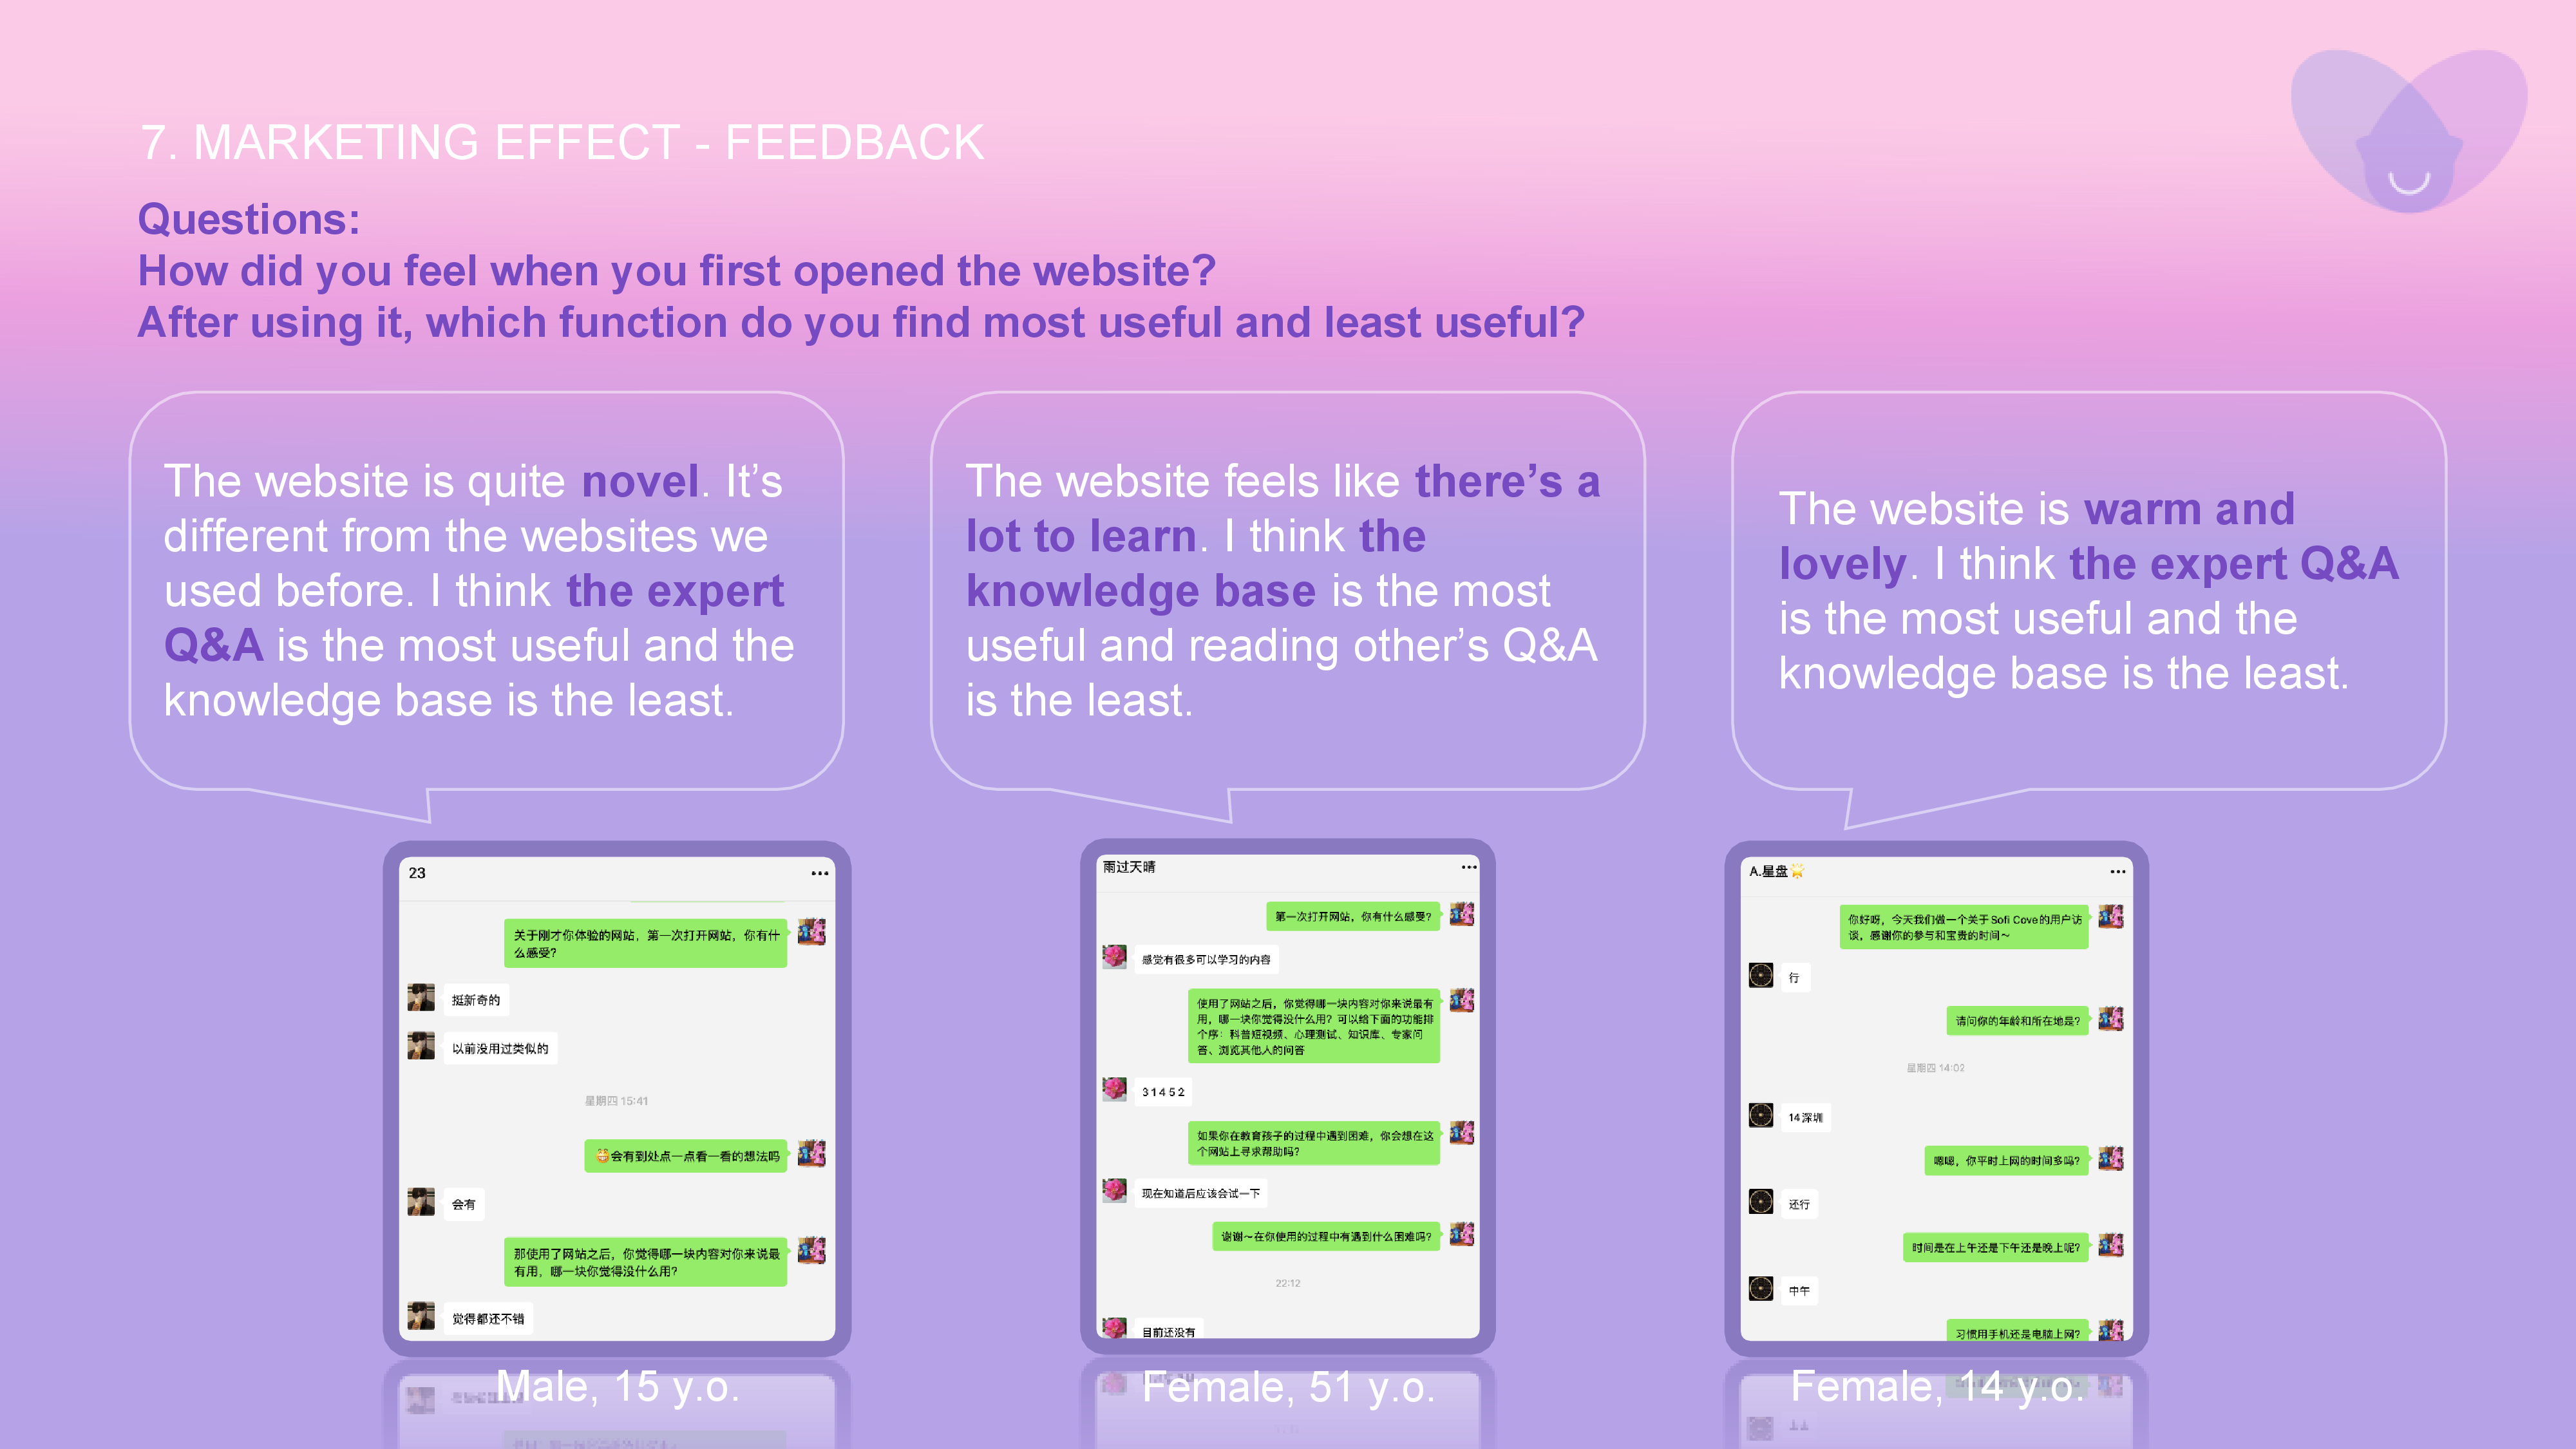 7. MARKETING EFFECT - FEEDBACK
Questions:
How did you feel when you first opened the website?
After using it, which function do you find most useful and least useful?
The website is quite novel. It’s
different from the websites we
used before. I think the expert
Q&A is the most useful and the
knowledge base is the least.
The website feels like there’s a
lot to learn. I think the
knowledge base is the most
useful and reading other’s Q&A
is the least.
The website is warm and
lovely. I think the expert Q&A
is the most useful and the
knowledge base is the least.
23
关于刚才你体验的网站，第一次打开网站，你有什
么感受?
挺新奇的
以前没用过类似的
星期四 15:41
😁会有到处点一点看一看的想法吗
会有
那使用了网站之后，你觉得哪一块内容对你来说最
有用，哪一块你觉得没什么用?
觉得都还不错
Male, 15 y.o.
雨过天晴
第一次打开网站，你有什么感受?
感觉有很多可以学习的内容
使用了网站之后，你觉得哪一块内容对你来说最有
用，哪一块你觉得没什么用? 可以给下面的功能排
个序：科普短视频、心理测试、知识库、专家问
答、浏览其他人的问答
3 1 4 5 2
如果你在教育孩子的过程中遇到困难，你会想在这
个网站上寻求帮助吗?
现在知道后应该会试一下
谢谢～在你使用的过程中有遇到什么困难吗?
22:12
目前还没有
Female, 51 y.o.
A.星盘🌟
你好呀，今天我们做一个关于Sofi Cove的用户访
谈，感谢你的参与和宝贵的时间～
行
请问你的年龄和所在地是?
星期四 14:02
14深圳
嗯嗯，你平时上网的时间多吗?
还行
时间是在上午还是下午还是晚上呢?
中午
习惯用手机还是电脑上网?
Female, 14 y.o.